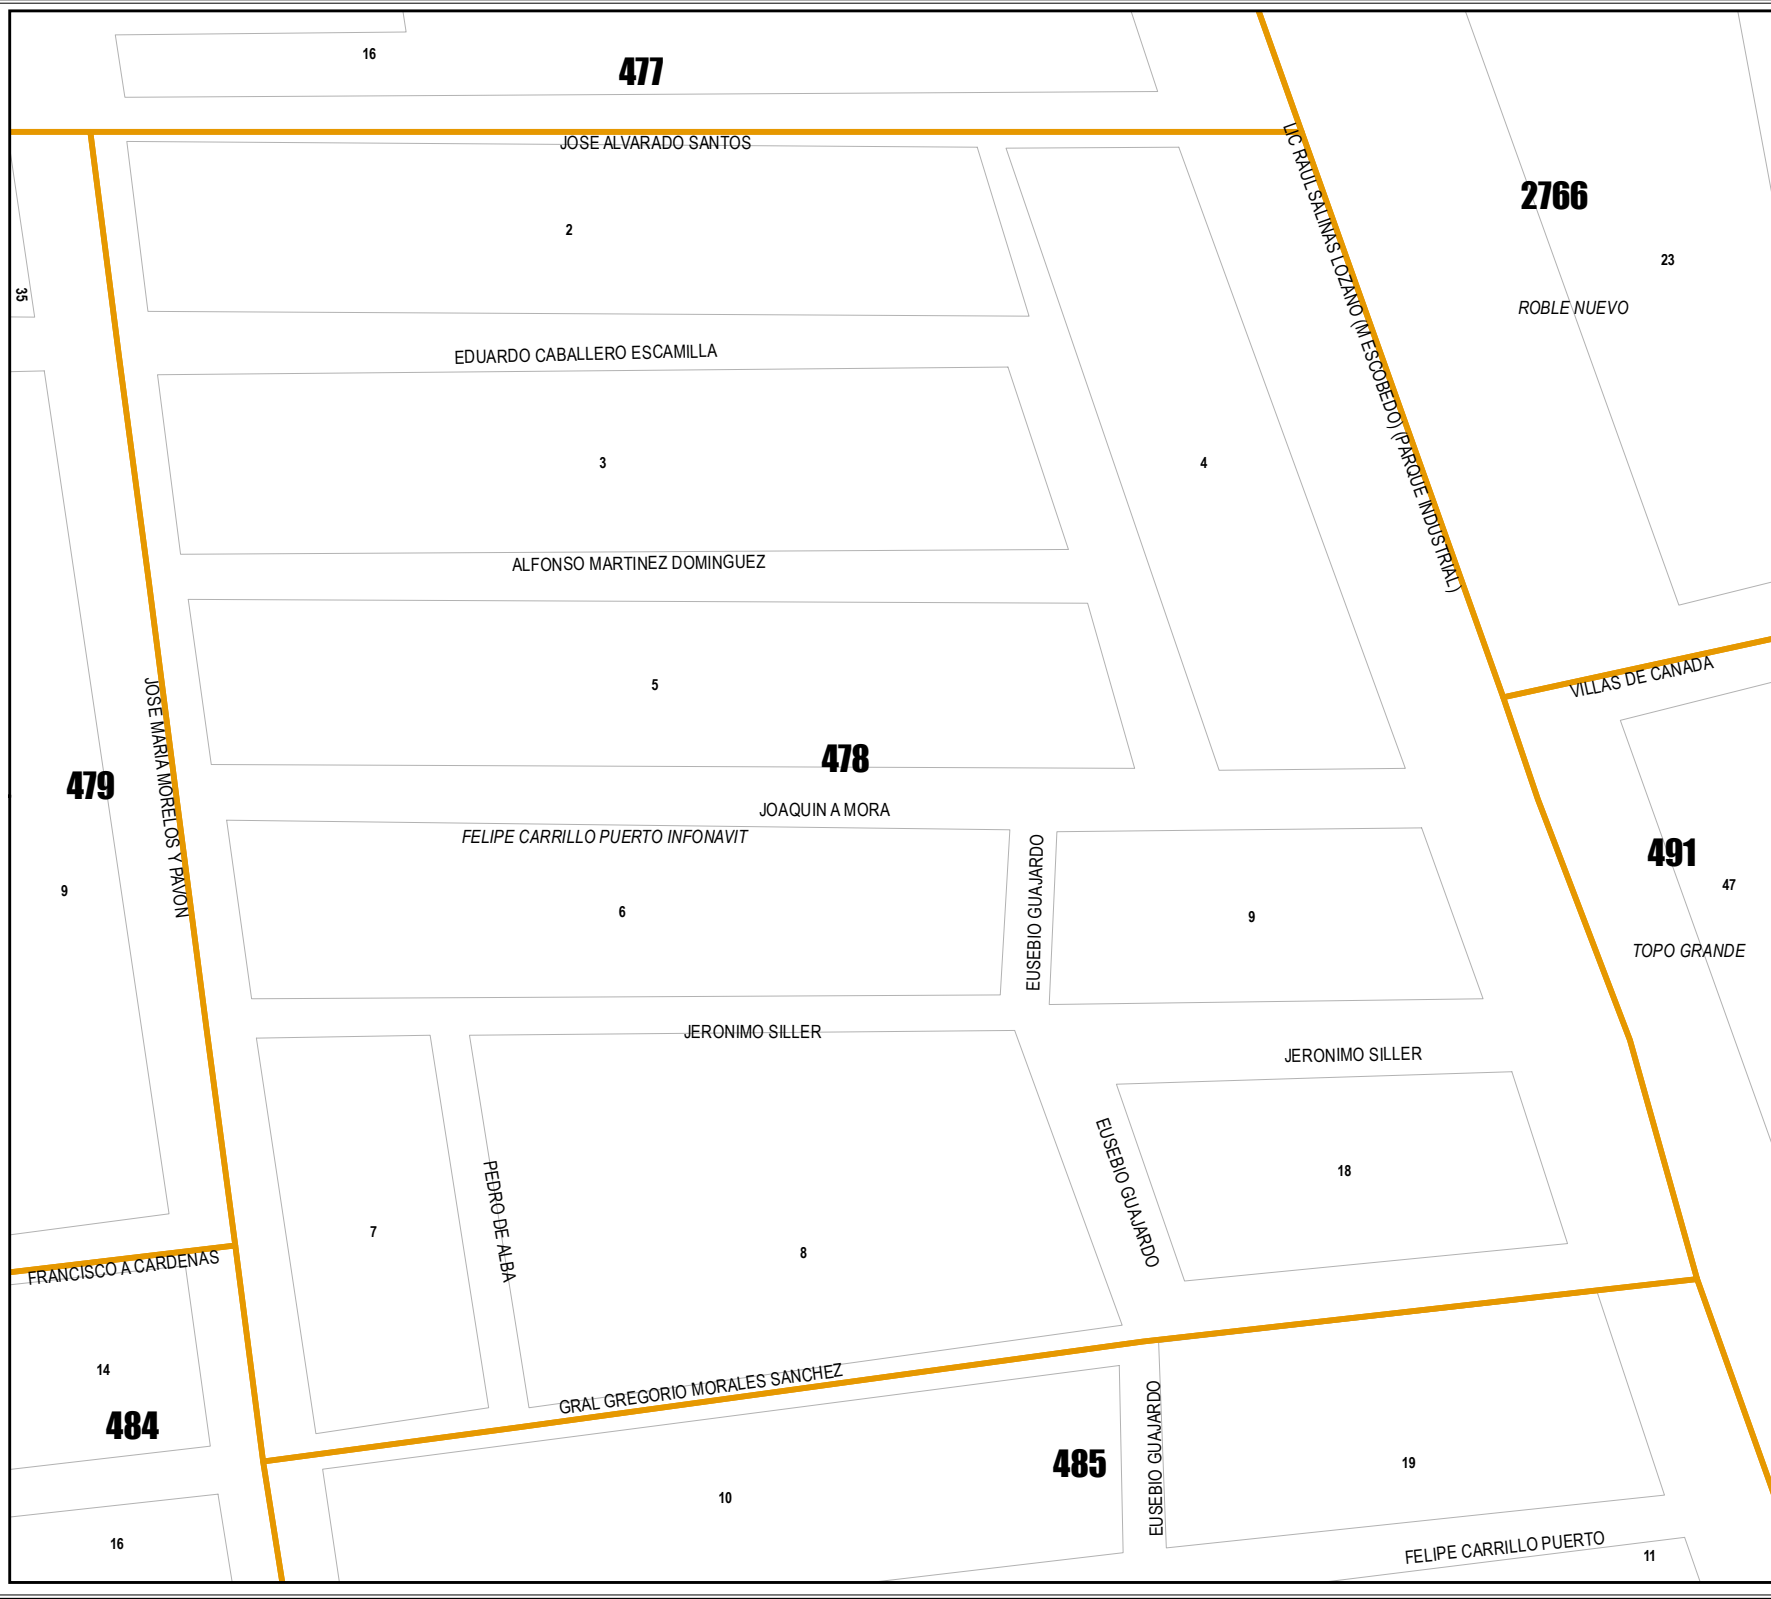 16
477
JOSE ALVARADO SANTOS
LIC RAUL SALINAS LOZANO (M ESCOBEDO) (PARQUE INDUSTRIAL)
2766
2
23
35
ROBLE NUEVO
EDUARDO CABALLERO ESCAMILLA
3
4
ALFONSO MARTINEZ DOMINGUEZ
VILLAS DE CANADA
5
JOSE MARIA MORELOS Y PAVON
478
479
JOAQUIN A MORA
FELIPE CARRILLO PUERTO INFONAVIT
EUSEBIO GUAJARDO
491
47
9
6
9
TOPO GRANDE
JERONIMO SILLER
JERONIMO SILLER
EUSEBIO GUAJARDO
18
PEDRO DE ALBA
7
8
FRANCISCO A CARDENAS
14
GRAL GREGORIO MORALES SANCHEZ
484
EUSEBIO GUAJARDO
485
19
10
16
FELIPE CARRILLO PUERTO
11